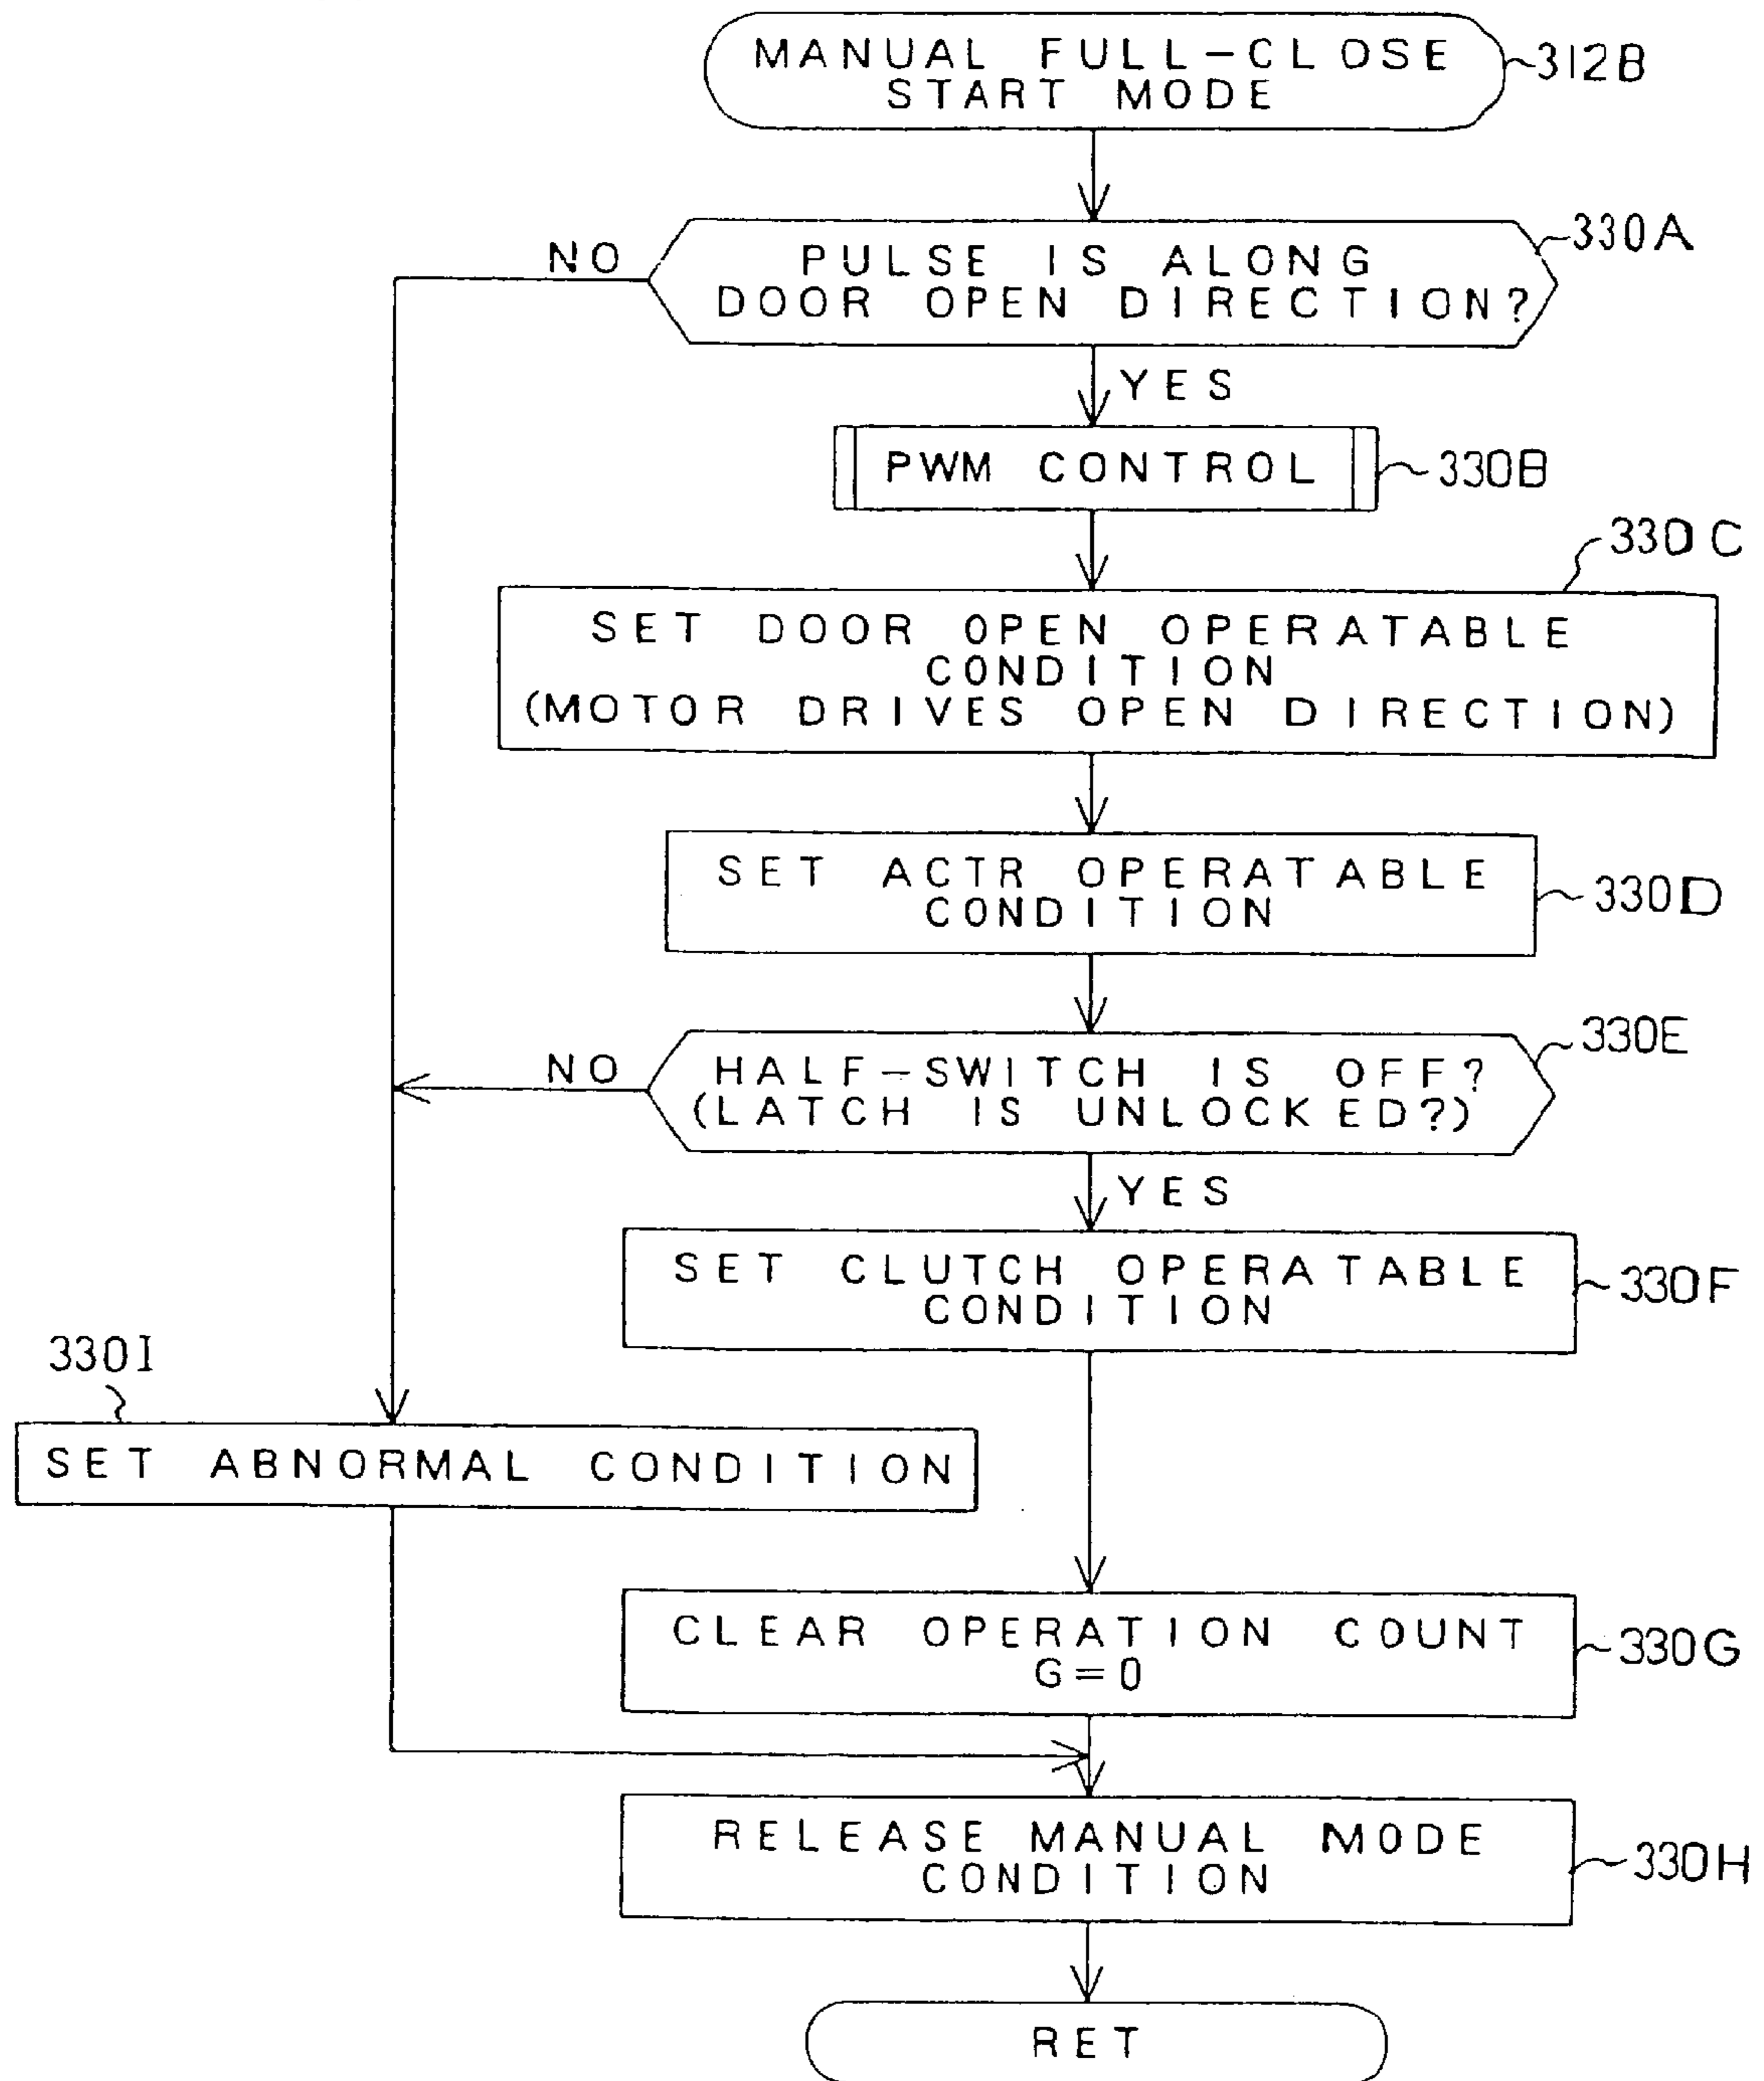 MANUAL FULL-CLOSE
START MODE
312B
330A
NO
PULSE IS ALONG
DOOR OPEN DIRECTION?
YES
PWM CONTROL
330B
330C
SET DOOR OPEN OPERATABLE
CONDITION
(MOTOR DRIVES OPEN DIRECTION)
SET ACTR OPERATABLE
CONDITION
330D
330E
NO
HALF-SWITCH IS OFF?
(LATCH IS UNLOCKED?)
YES
SET CLUTCH OPERATABLE
CONDITION
330F
330I
SET ABNORMAL CONDITION
CLEAR OPERATION COUNT
G=0
330G
RELEASE MANUAL MODE
CONDITION
330H
RET